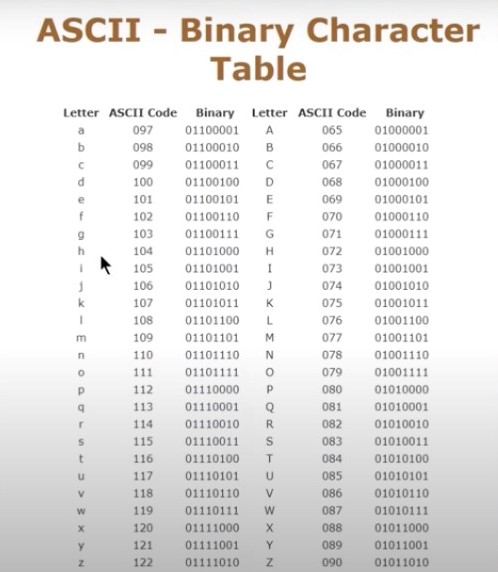 ASCII - Binary Character
Table
Letter ASCII Code Binary Letter ASCII Code Binary
a 097 01100001 A 065 01000001
b 098 01100010 B 066 01000010
c 099 01100011 C 067 01000011
d 100 01100100 D 068 01000100
e 101 01100101 E 069 01000101
f 102 01100110 F 070 01000110
g 103 01100111 G 071 01000111
h 104 01101000 H 072 01001000
i 105 01101001 I 073 01001001
j 106 01101010 J 074 01001010
k 107 01101011 K 075 01001011
l 108 01101100 L 076 01001100
m 109 01101101 M 077 01001101
n 110 01101110 N 078 01001110
o 111 01101111 O 079 01001111
p 112 01110000 P 080 01010000
q 113 01110001 Q 081 01010001
r 114 01110010 R 082 01010010
s 115 01110011 S 083 01010011
t 116 01110100 T 084 01010100
u 117 01110101 U 085 01010101
v 118 01110110 V 086 01010110
w 119 01110111 W 087 01010111
x 120 01111000 X 088 01011000
y 121 01111001 Y 089 01011001
z 122 01111010 Z 090 01011010